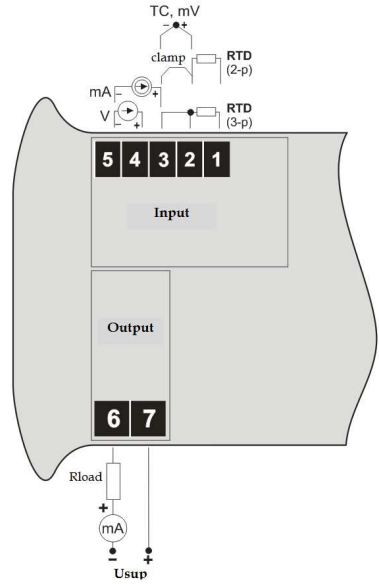 TC, mV
– +
clamp RTD
(2-p)
mA – +
RTD
(3-p)
V – +
5 4 3 2 1
Input
Output
6 7
Rload
+
mA
– +
Usup